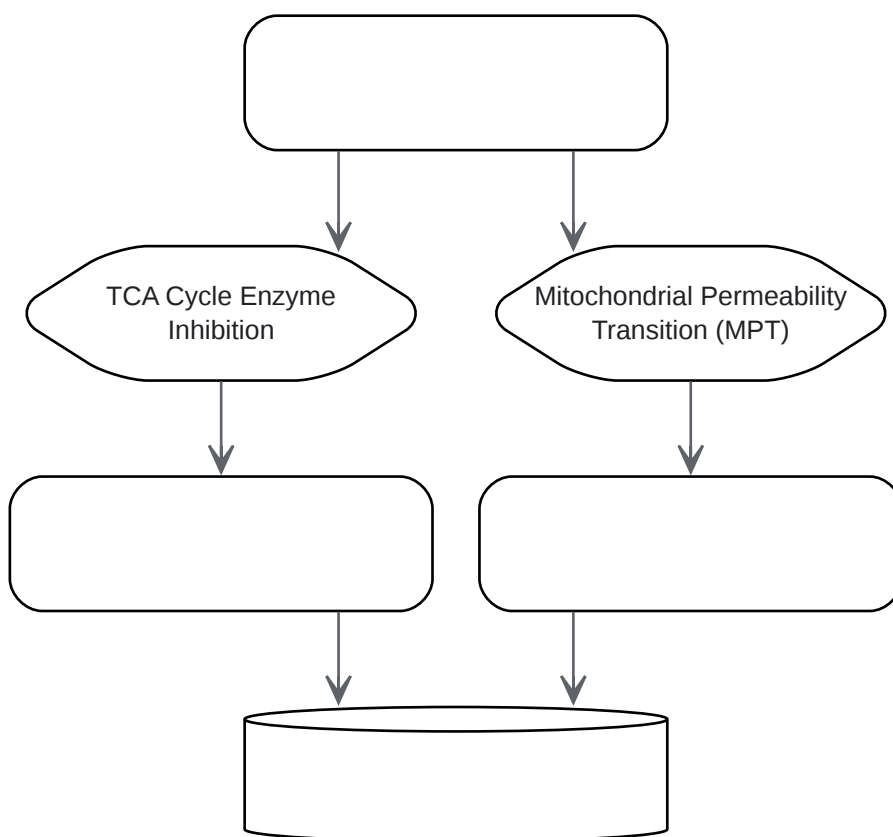 TCA Cycle Enzyme
Inhibition
Mitochondrial Permeability
Transition (MPT)